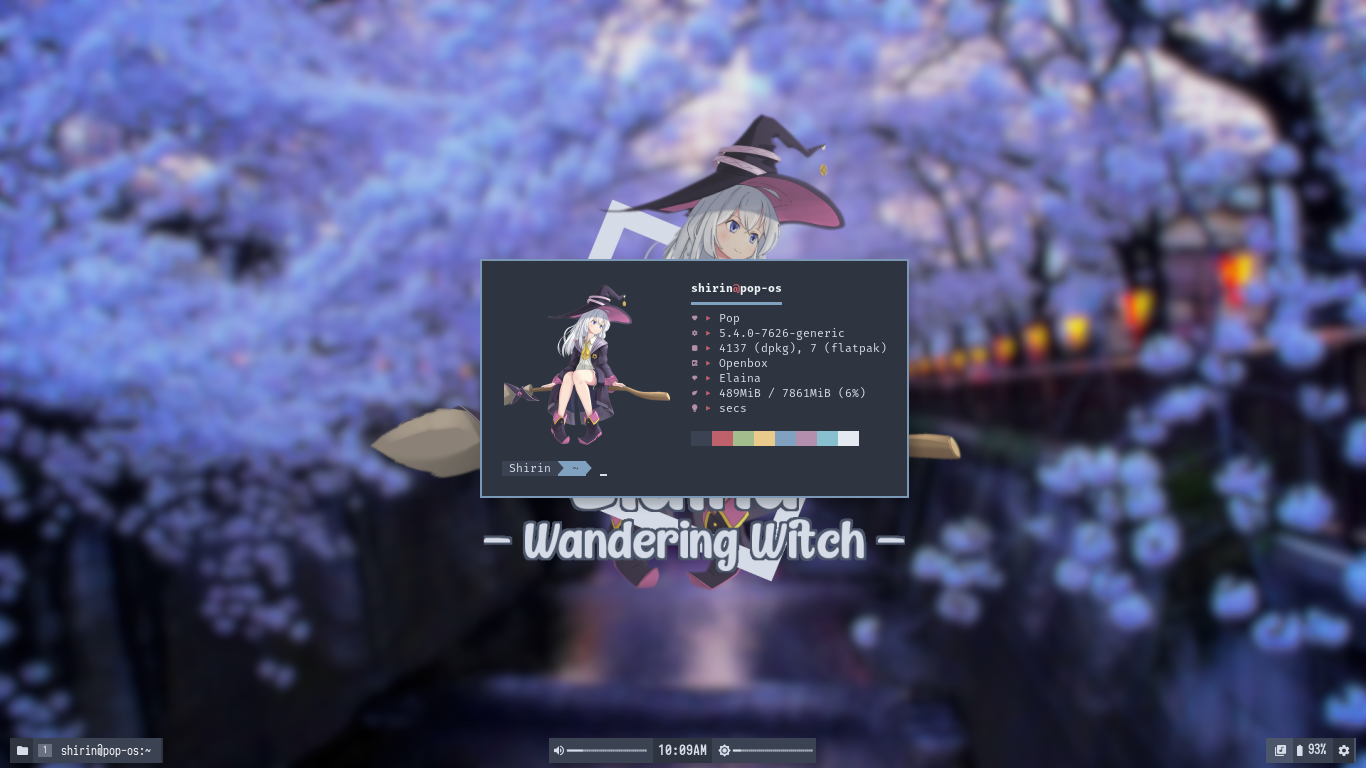 shirin@pop-os
Pop
5.4.0-7626-generic
4137 (dpkg), 7 (flatpak)
Openbox
Elaina
489MiB / 7861MiB (6%)
secs
Shirin ~
– Wandering Witch –
1 shirin@pop-os:~
10:09AM
93%